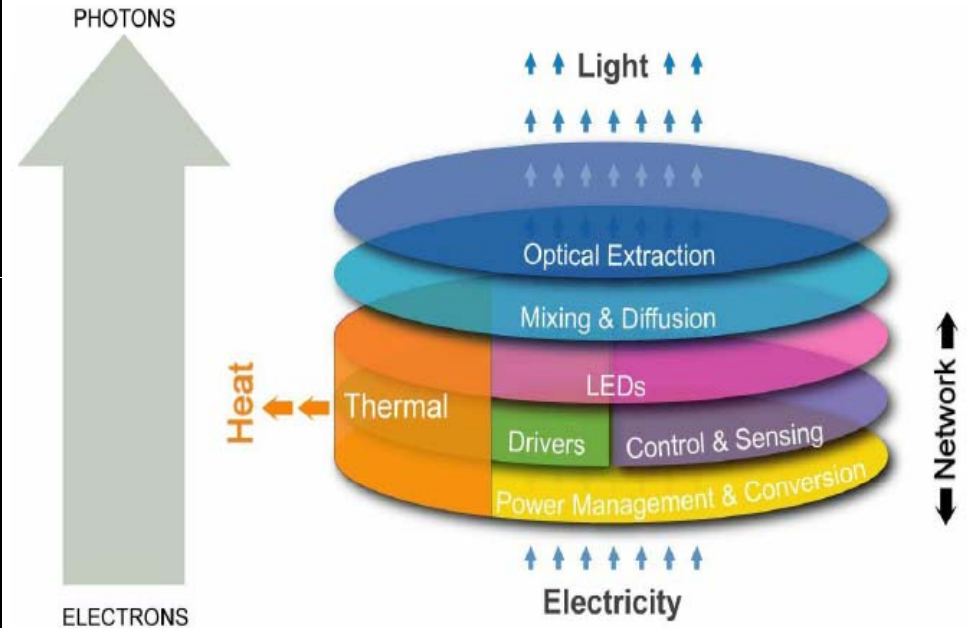 PHOTONS
Light
Optical Extraction
Mixing & Diffusion
LEDs
Heat
Thermal
Drivers
Control & Sensing
Network
Power Management & Conversion
Electricity
ELECTRONS